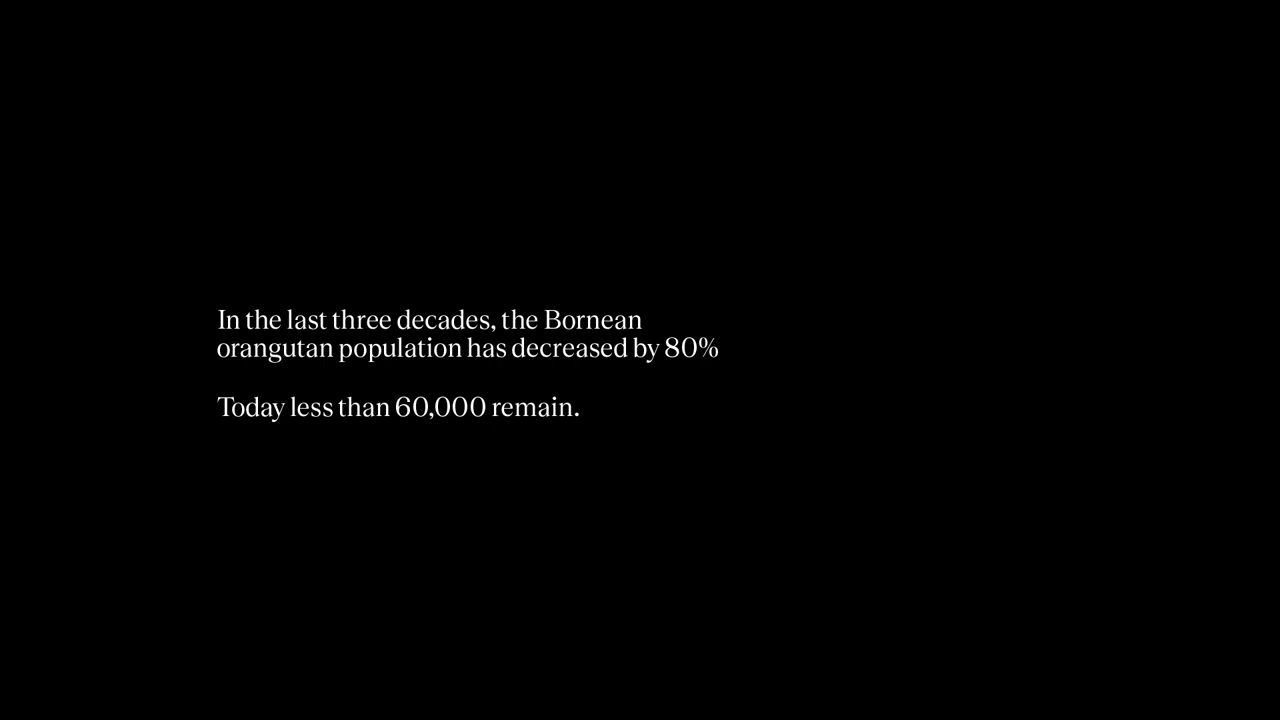 In the last three decades, the Bornean
orangutan population has decreased by 80%
Today less than 60,000 remain.